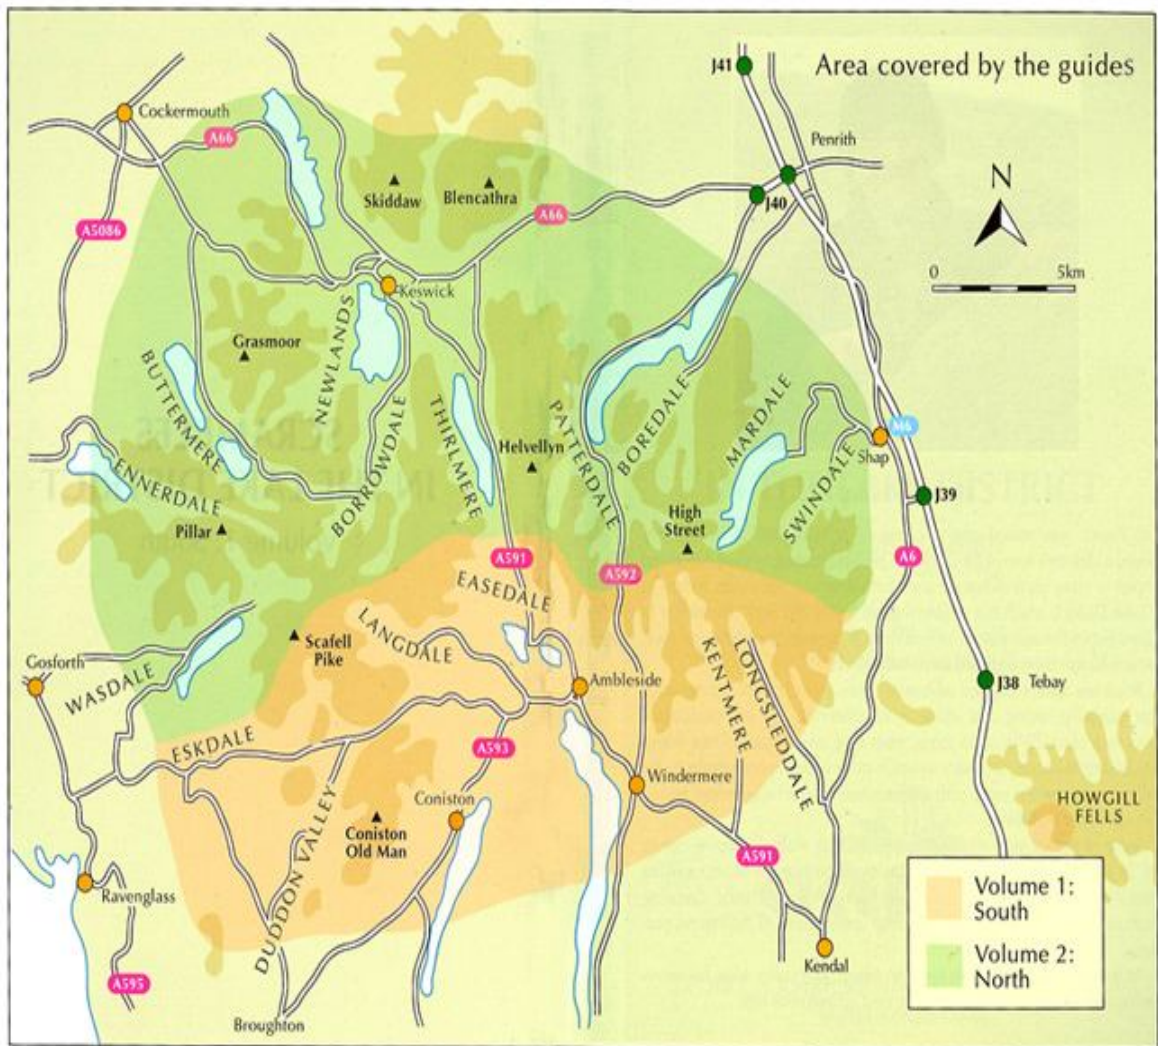 J41
Area covered by the guides
Cockermouth
Penrith
A66
N
Skiddaw
Blencathra
J40
A66
A5086
0
5km
Keswick
NEWLANDS
Grasmoor
BUTTERMERE
BORROWDALE
THIRLMERE
PATTERDALE
BOREDALE
MARDALE
M6
Helvellyn
Shap
ENNERDALE
SWINDALE
J39
Pillar
High
Street
A591
A592
A6
EASEDALE
LANGDALE
Scafell
Pike
KENTMERE
LONGSLEDDALE
Gosforth
WASDALE
Ambleside
J38 Tebay
ESKDALE
A593
Windermere
Coniston
HOWGILL
FELLS
DUDDON VALLEY
Coniston
Old Man
A591
Ravenglass
Volume 1:
South
Volume 2:
North
Kendal
A595
Broughton